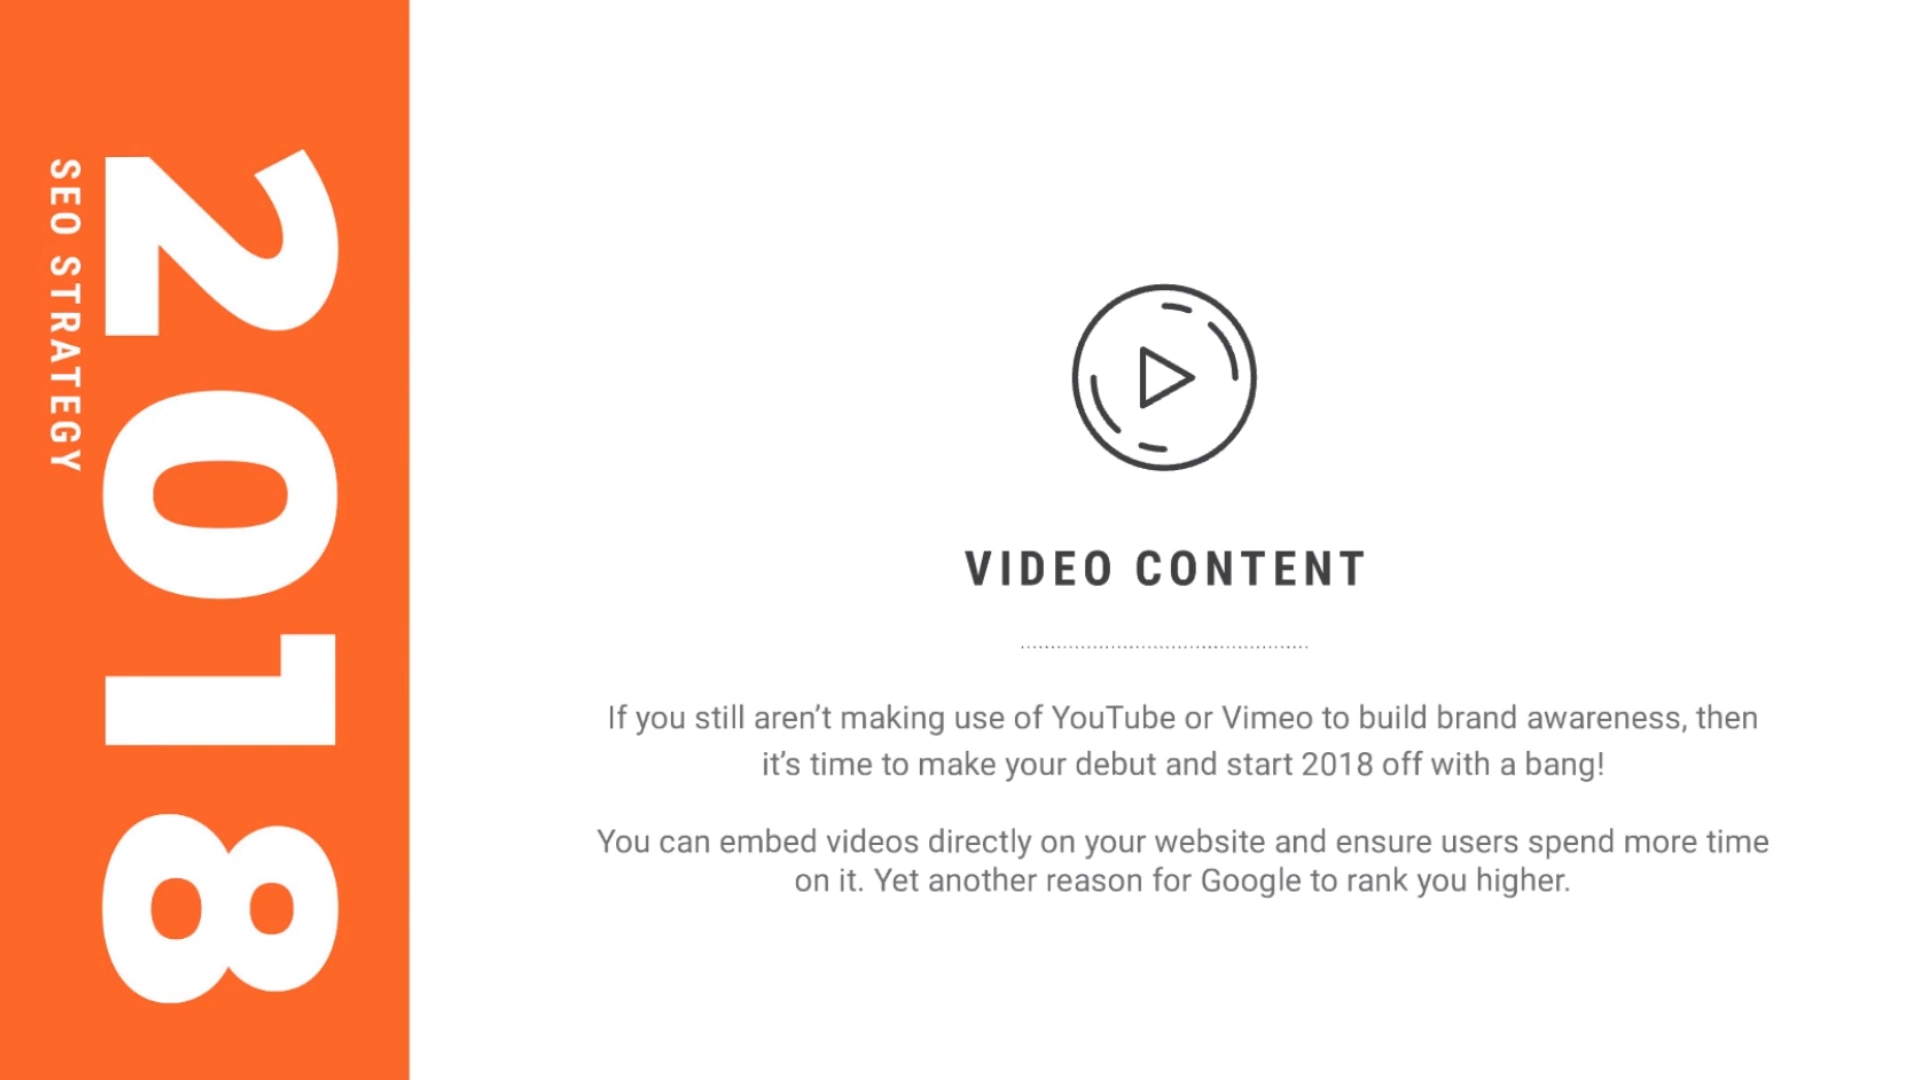 SEO STRATEGY
2018
VIDEO CONTENT
If you still aren’t making use of YouTube or Vimeo to build brand awareness, then
it’s time to make your debut and start 2018 off with a bang!
You can embed videos directly on your website and ensure users spend more time
on it. Yet another reason for Google to rank you higher.